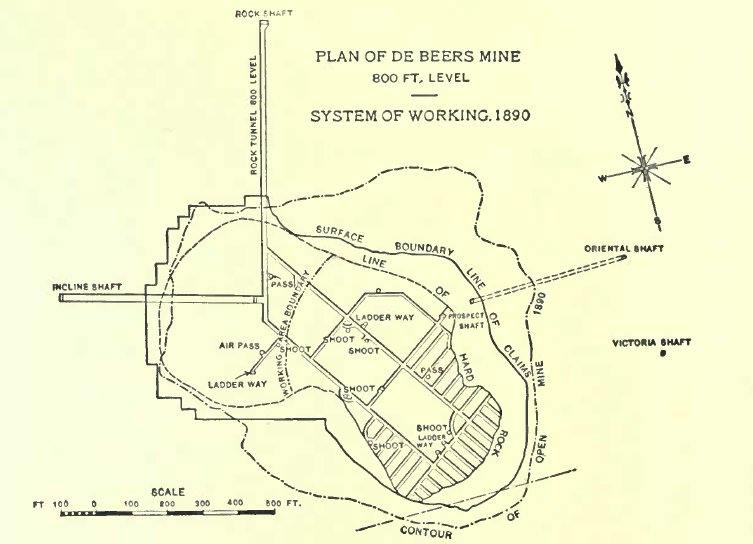 ROCK SHAFT
PLAN OF DE BEERS MINE
800 FT. LEVEL
SYSTEM OF WORKING. 1890
ROCK TUNNEL 800 LEVEL
N
W
E
S
SURFACE BOUNDARY LINE OF CLAIMS
LINE OF HARD ROCK
ORIENTAL SHAFT
INCLINE SHAFT
PASS
WORKING AREA BOUNDARY
LADDER WAY
PROSPECT SHAFT
1890
VICTORIA SHAFT
AIR PASS
SHOOT
SHOOT
SHOOT
LADDER WAY
PASS
SHOOT
SHOOT
LADDER WAY
SHOOT
CONTOUR OF OPEN MINE
SCALE
FT 100 0 100 200 300 400 500 FT.